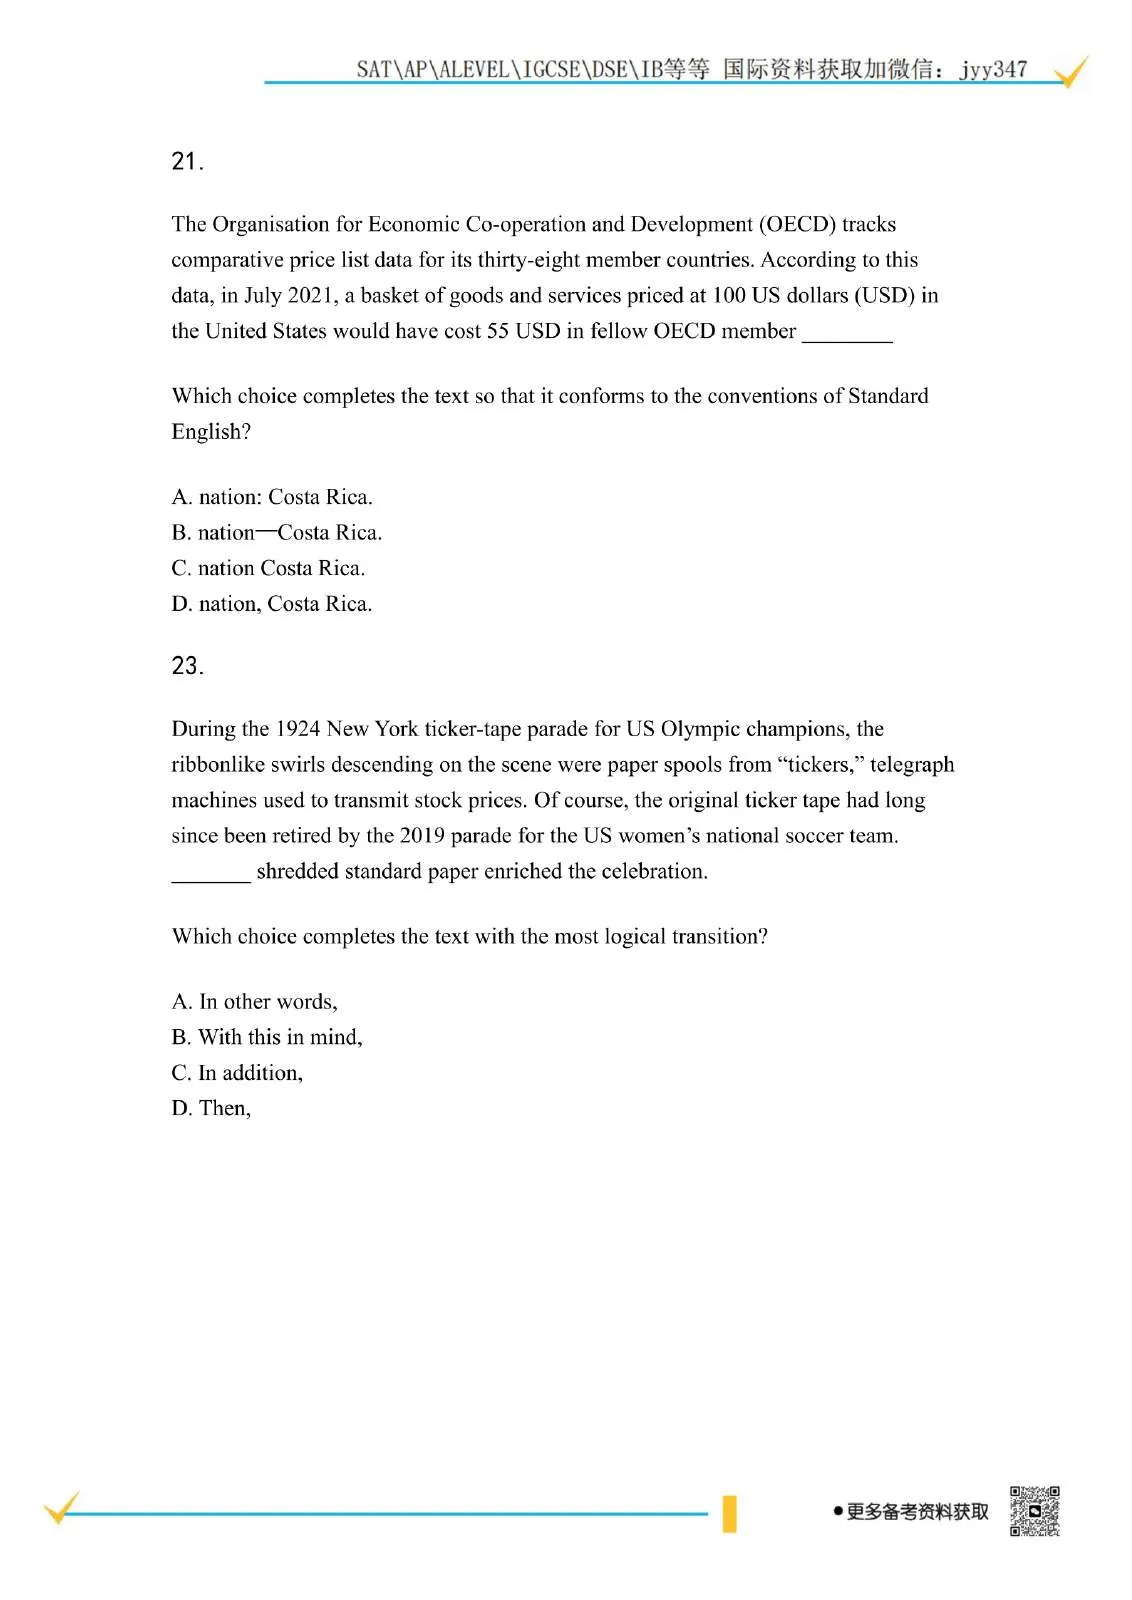 SAT\AP\ALEVEL\IGCSE\DSE\IB等等 国际资料获取加微信：jyy347
21.
The Organisation for Economic Co-operation and Development (OECD) tracks
comparative price list data for its thirty-eight member countries. According to this
data, in July 2021, a basket of goods and services priced at 100 US dollars (USD) in
the United States would have cost 55 USD in fellow OECD member ________
Which choice completes the text so that it conforms to the conventions of Standard
English?
A. nation: Costa Rica.
B. nation—Costa Rica.
C. nation Costa Rica.
D. nation, Costa Rica.
23.
During the 1924 New York ticker-tape parade for US Olympic champions, the
ribbonlike swirls descending on the scene were paper spools from “tickers,” telegraph
machines used to transmit stock prices. Of course, the original ticker tape had long
since been retired by the 2019 parade for the US women’s national soccer team.
_______ shredded standard paper enriched the celebration.
Which choice completes the text with the most logical transition?
A. In other words,
B. With this in mind,
C. In addition,
D. Then,
●更多备考资料获取